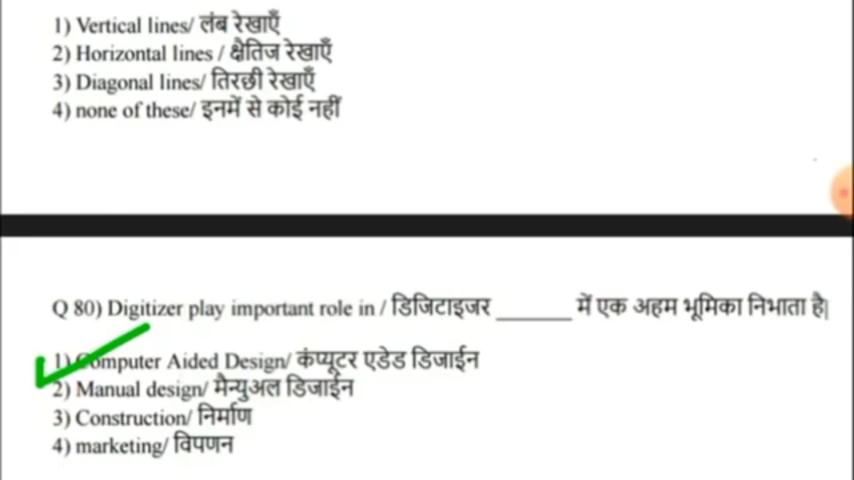 1) Vertical lines/ लंब रेखाएँ
2) Horizontal lines / क्षैतिज रेखाएँ
3) Diagonal lines/ तिरछी रेखाएँ
4) none of these/ इनमें से कोई नहीं
Q 80) Digitizer play important role in / डिजिटाइजर _______ में एक अहम भूमिका निभाता है|
1) Computer Aided Design/ कंप्यूटर एडेड डिजाईन
2) Manual design/ मैन्युअल डिजाईन
3) Construction/ निर्माण
4) marketing/ विपणन